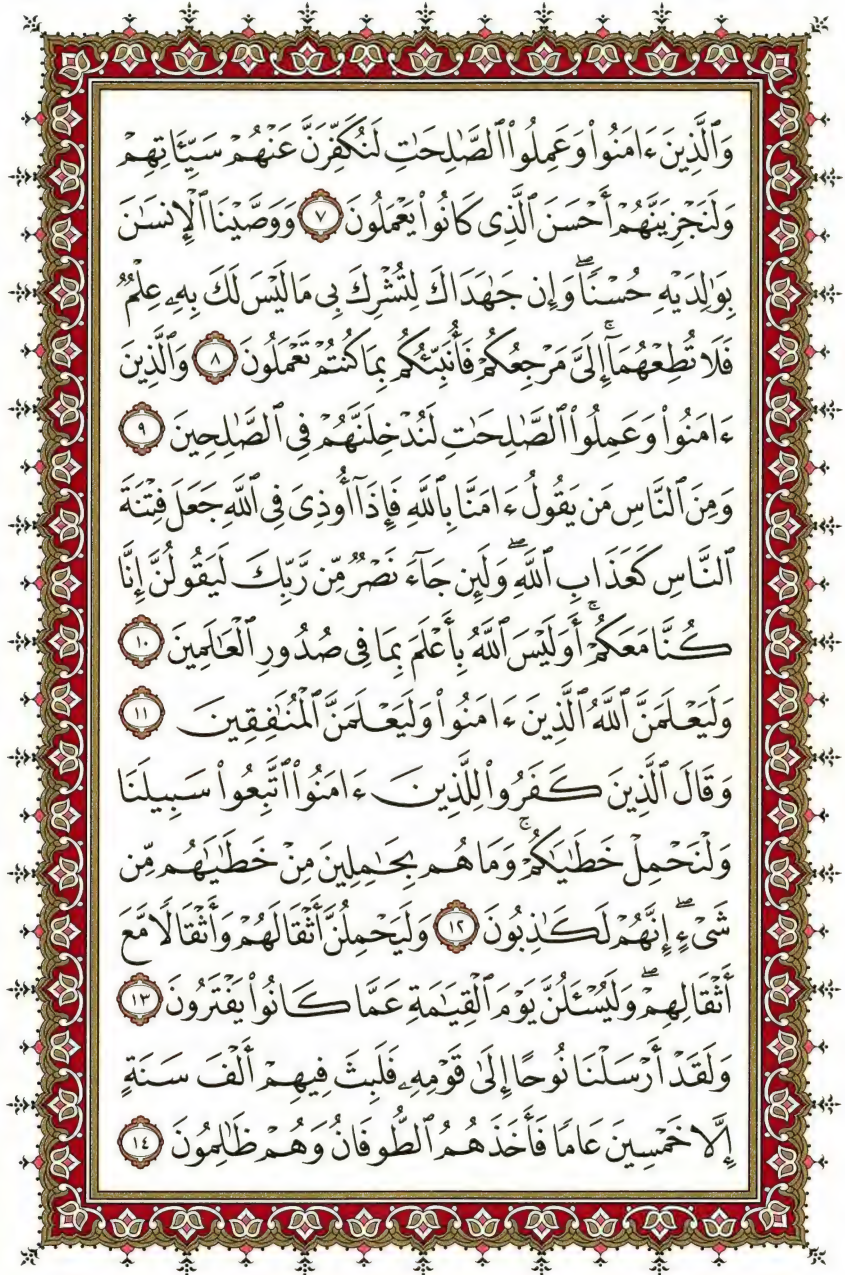 وَٱلَّذِينَ ءَامَنُواْ وَعَمِلُواْ ٱلصَّٰلِحَٰتِ لَنُكَفِّرَنَّ عَنْهُمْ سَيِّـَٔاتِهِمْ
وَلَنَجْزِيَنَّهُمْ أَحْسَنَ ٱلَّذِى كَانُواْ يَعْمَلُونَ ٧ وَوَصَّيْنَا ٱلْإِنسَٰنَ
بِوَٰلِدَيْهِ حُسْنًاۖ وَإِن جَٰهَدَاكَ لِتُشْرِكَ بِى مَا لَيْسَ لَكَ بِهِۦ عِلْمٌ
فَلَا تُطِعْهُمَآۚ إِلَىَّ مَرْجِعُكُمْ فَأُنَبِّئُكُم بِمَا كُنتُمْ تَعْمَلُونَ ٨ وَٱلَّذِينَ
ءَامَنُواْ وَعَمِلُواْ ٱلصَّٰلِحَٰتِ لَنُدْخِلَنَّهُمْ فِى ٱلصَّٰلِحِينَ ٩
وَمِنَ ٱلنَّاسِ مَن يَقُولُ ءَامَنَّا بِٱللَّهِ فَإِذَآ أُوذِىَ فِى ٱللَّهِ جَعَلَ فِتْنَةَ
ٱلنَّاسِ كَعَذَابِ ٱللَّهِۖ وَلَئِن جَآءَ نَصْرٌ مِّن رَّبِّكَ لَيَقُولُنَّ إِنَّا
كُنَّا مَعَكُمْۚ أَوَلَيْسَ ٱللَّهُ بِأَعْلَمَ بِمَا فِى صُدُورِ ٱلْعَٰلَمِينَ ١٠
وَلَيَعْلَمَنَّ ٱللَّهُ ٱلَّذِينَ ءَامَنُواْ وَلَيَعْلَمَنَّ ٱلْمُنَٰفِقِينَ ١١
وَقَالَ ٱلَّذِينَ كَفَرُواْ لِلَّذِينَ ءَامَنُواْ ٱتَّبِعُواْ سَبِيلَنَا
وَلْنَحْمِلْ خَطَٰيَٰكُمْۚ وَمَا هُم بِحَٰمِلِينَ مِنْ خَطَٰيَٰهُم مِّن
شَىْءٍۖ إِنَّهُمْ لَكَٰذِبُونَ ١٢ وَلَيَحْمِلُنَّ أَثْقَالَهُمْ وَأَثْقَالًا مَّعَ
أَثْقَالِهِمْۖ وَلَيُسْـَٔلُنَّ يَوْمَ ٱلْقِيَٰمَةِ عَمَّا كَانُواْ يَفْتَرُونَ ١٣
وَلَقَدْ أَرْسَلْنَا نُوحًا إِلَىٰ قَوْمِهِۦ فَلَبِثَ فِيهِمْ أَلْفَ سَنَةٍ
إِلَّا خَمْسِينَ عَامًا فَأَخَذَهُمُ ٱلطُّوفَانُ وَهُمْ ظَٰلِمُونَ ١٤